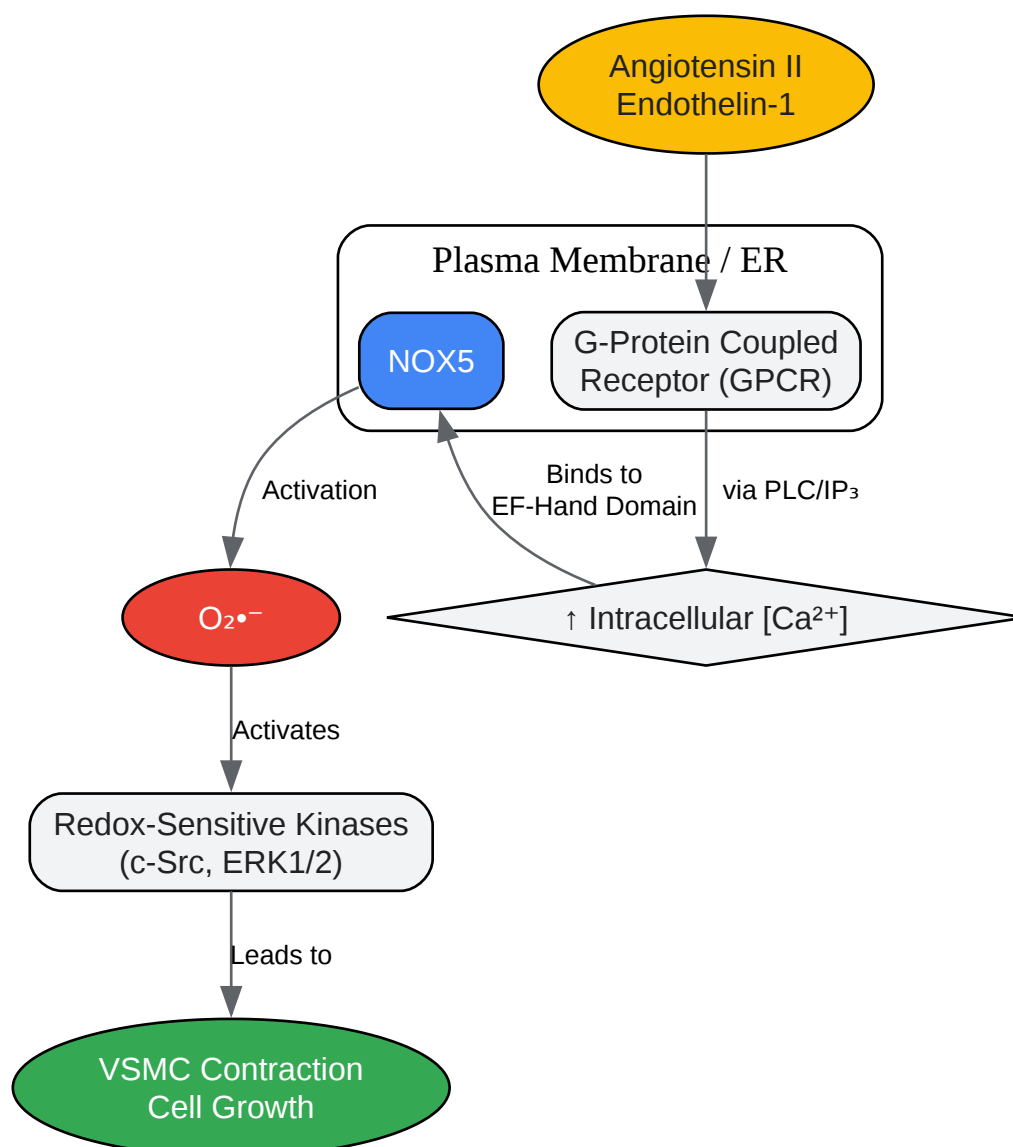 Angiotensin II
Endothelin-1
Plasma Membrane / ER
NOX5
G-Protein Coupled
Receptor (GPCR)
Activation
Binds to
EF-Hand Domain
via PLC/IP₃
O₂•⁻
↑ Intracellular [Ca²⁺]
Activates
Redox-Sensitive Kinases
(c-Src, ERK1/2)
Leads to
VSMC Contraction
Cell Growth